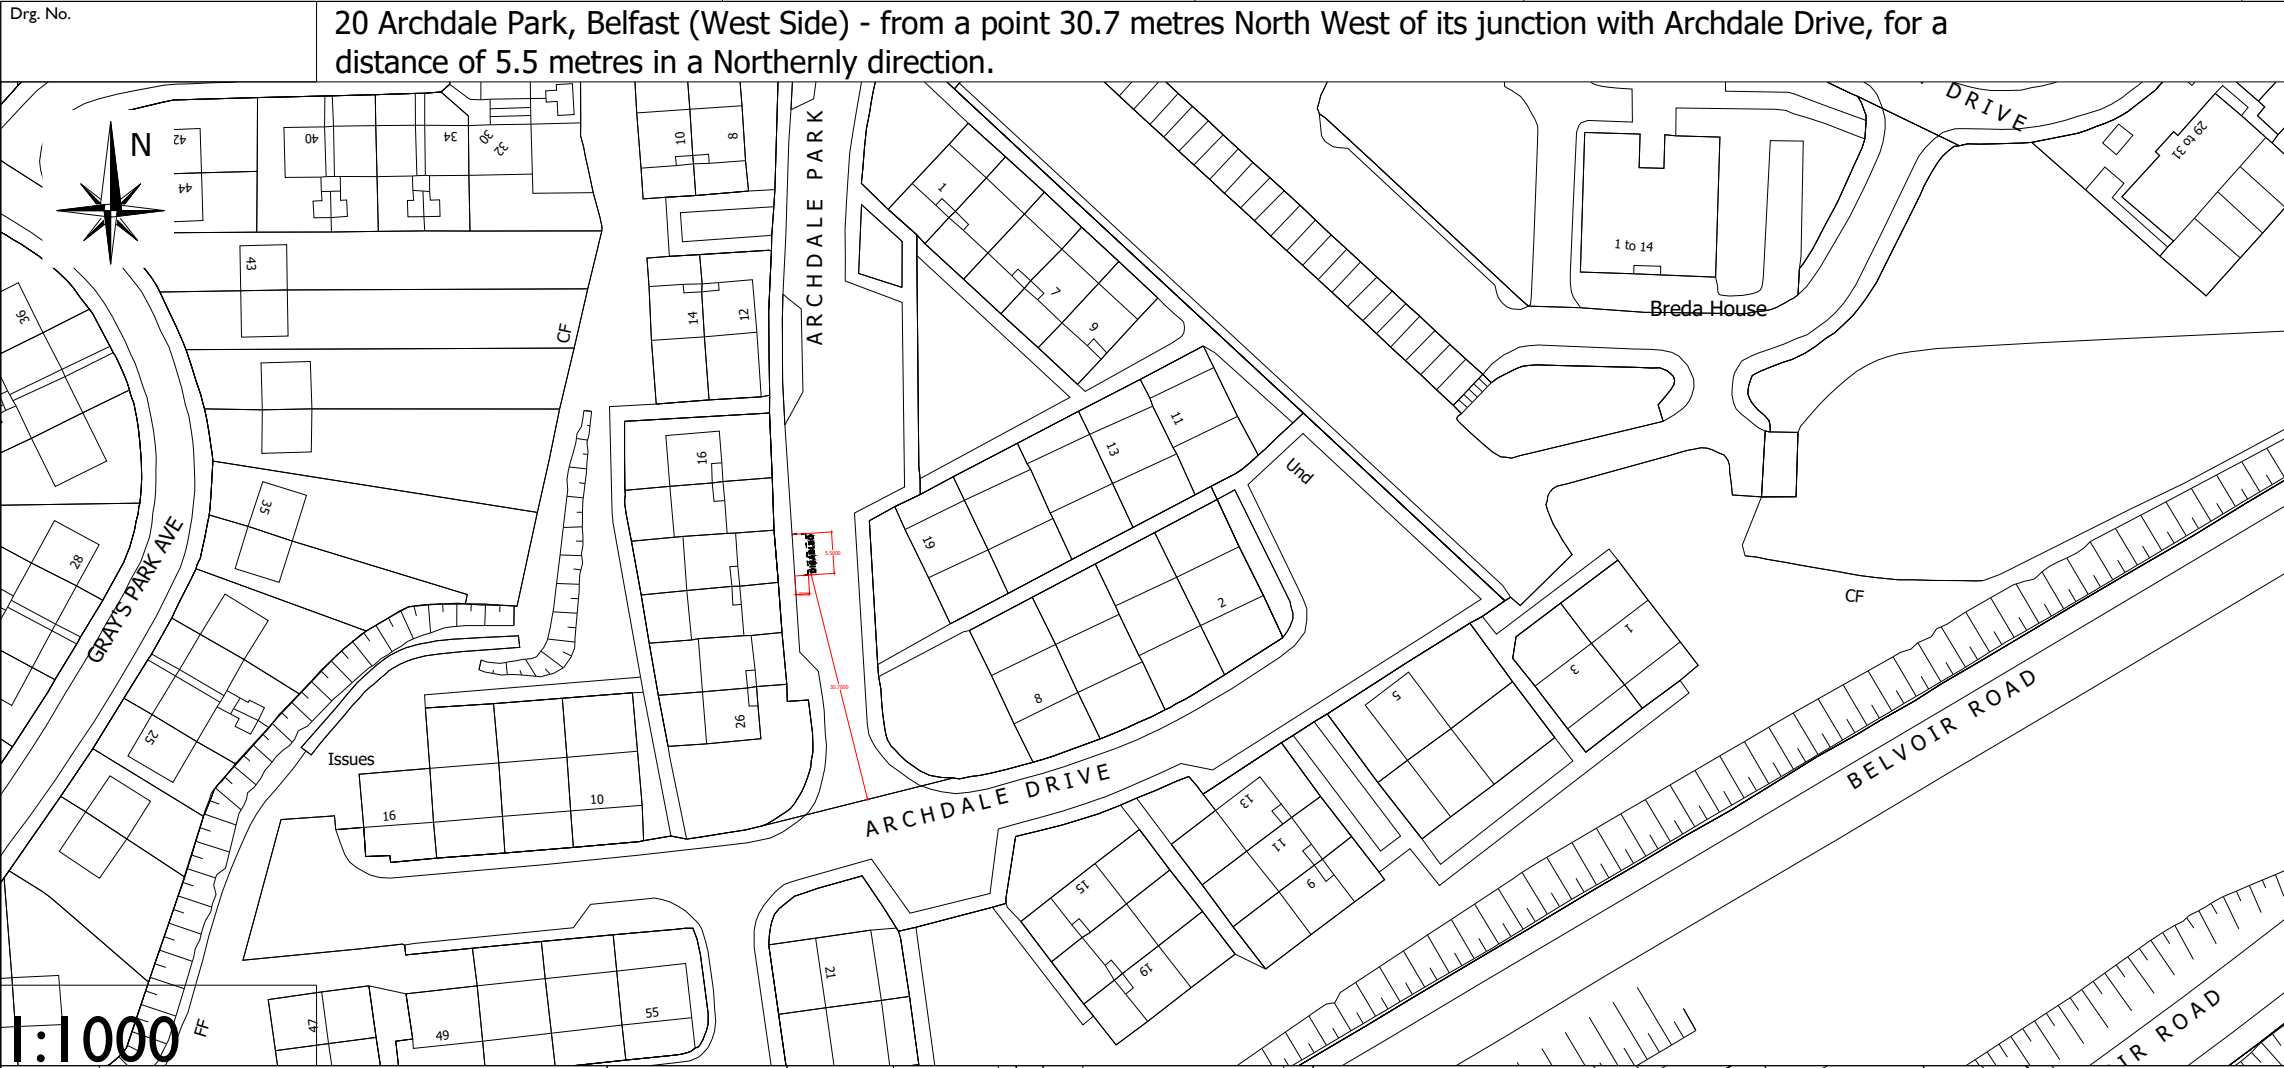 Drg. No.
20 Archdale Park, Belfast (West Side) - from a point 30.7 metres North West of its junction with Archdale Drive, for a
distance of 5.5 metres in a Northernly direction.
N
42
44
40
34
30
32
10
8
ARCHDALE PARK
1
7
9
DRIVE
29 to 31
1 to 14
Breda House
43
36
CF
14
12
11
13
16
Und
35
19
28
GRAY'S PARK AVE
5.5000
30.7000
2
8
CF
1
3
5
25
26
Issues
16
10
ARCHDALE DRIVE
BELVOIR ROAD
13
11
9
15
19
21
47
49
55
FF
IR ROAD
1:1000